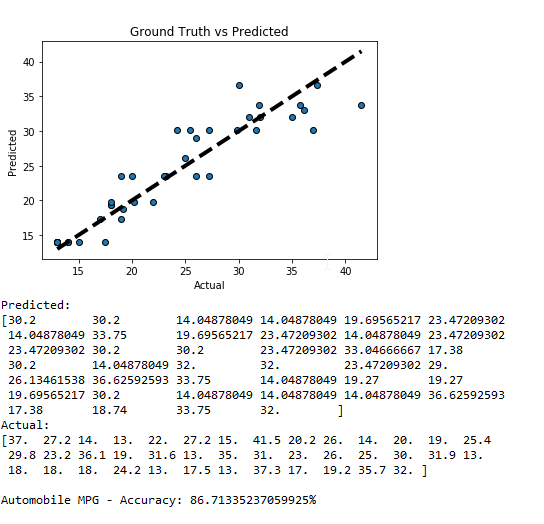 Ground Truth vs Predicted
40
35
30
25
20
15
Predicted
15 20 25 30 35 40
Actual
Predicted:
[30.2 30.2 14.04878049 14.04878049 19.69565217 23.47209302
14.04878049 33.75 19.69565217 23.47209302 14.04878049 23.47209302
23.47209302 30.2 30.2 23.47209302 33.04666667 17.38
30.2 14.04878049 32. 32. 23.47209302 29.
26.13461538 36.62592593 33.75 14.04878049 19.27 19.27
19.69565217 30.2 14.04878049 14.04878049 14.04878049 36.62592593
17.38 18.74 33.75 32. ]
Actual:
[37. 27.2 14. 13. 22. 27.2 15. 41.5 20.2 26. 14. 20. 19. 25.4
29.8 23.2 36.1 19. 31.6 13. 35. 31. 23. 26. 25. 30. 31.9 13.
18. 18. 18. 24.2 13. 17.5 13. 37.3 17. 19.2 35.7 32. ]
Automobile MPG - Accuracy: 86.71335237059925%